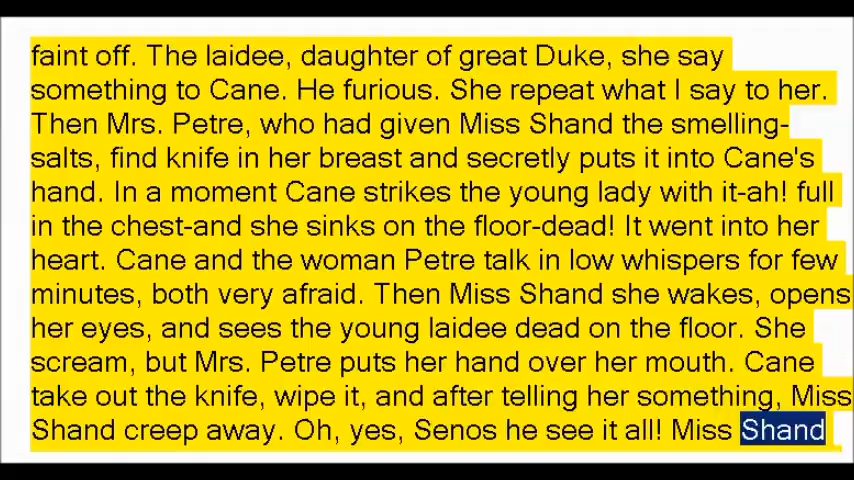 faint off. The laidee, daughter of great Duke, she say
something to Cane. He furious. She repeat what I say to her.
Then Mrs. Petre, who had given Miss Shand the smelling-
salts, find knife in her breast and secretly puts it into Cane's
hand. In a moment Cane strikes the young lady with it-ah! full
in the chest-and she sinks on the floor-dead! It went into her
heart. Cane and the woman Petre talk in low whispers for few
minutes, both very afraid. Then Miss Shand she wakes, opens
her eyes, and sees the young laidee dead on the floor. She
scream, but Mrs. Petre puts her hand over her mouth. Cane
take out the knife, wipe it, and after telling her something, Miss
Shand creep away. Oh, yes, Senos he see it all! Miss Shand